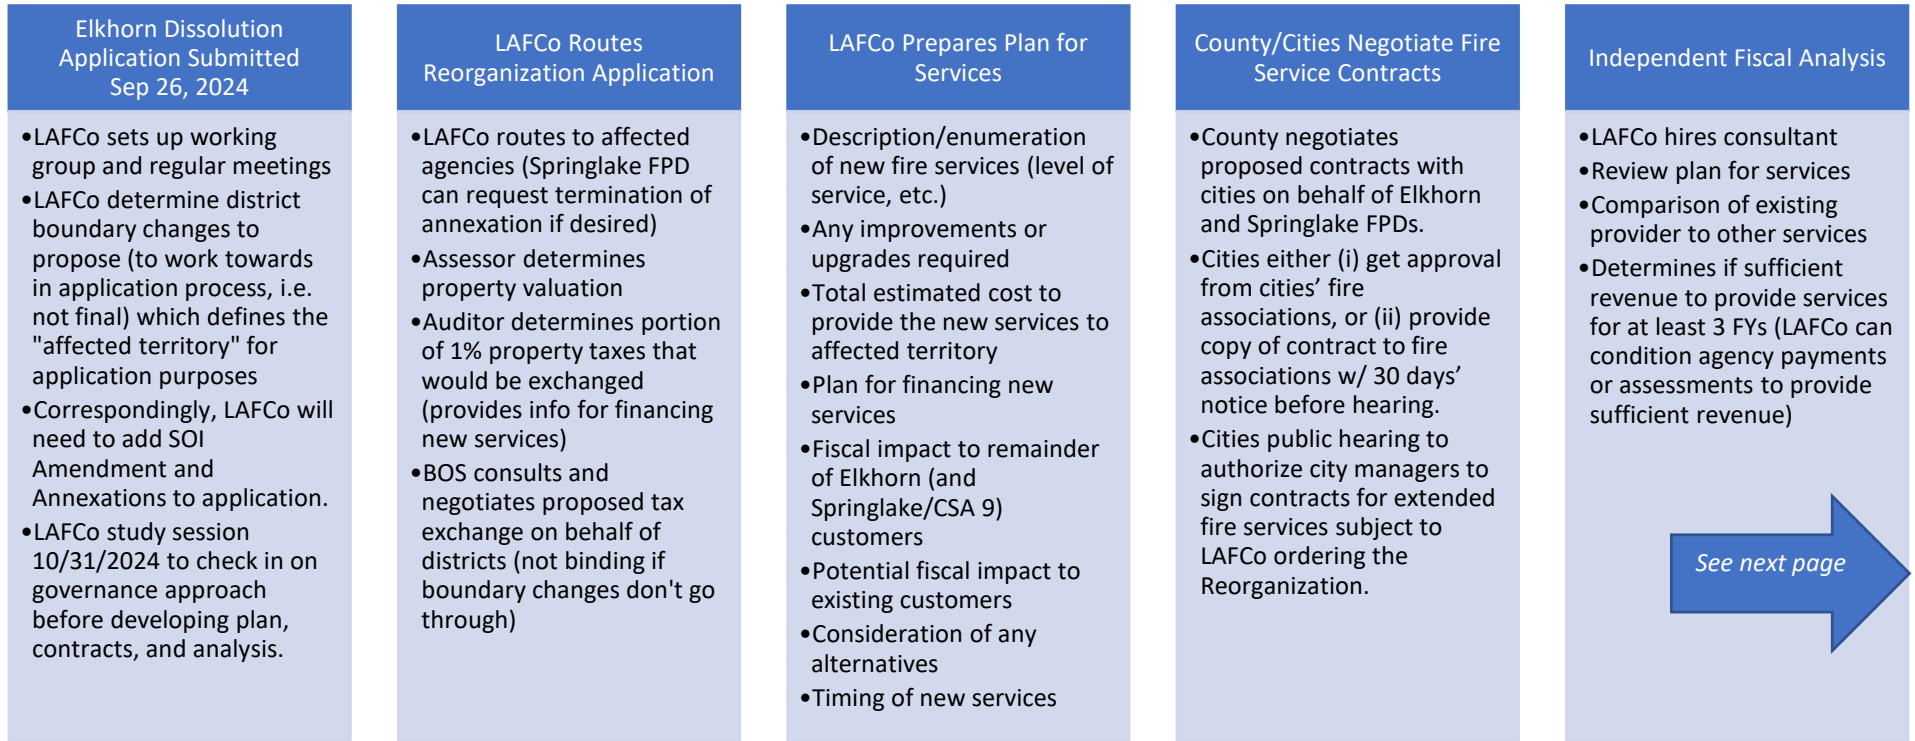 Elkhorn Dissolution
Application Submitted
Sep 26, 2024
•LAFCo sets up working
group and regular meetings
•LAFCo determine district
boundary changes to
propose (to work towards
in application process, i.e.
not final) which defines the
"affected territory" for
application purposes
•Correspondingly, LAFCo will
need to add SOI
Amendment and
Annexations to application.
•LAFCo study session
10/31/2024 to check in on
governance approach
before developing plan,
contracts, and analysis.
LAFCo Routes
Reorganization Application
•LAFCo routes to affected
agencies (Springlake FPD
can request termination of
annexation if desired)
•Assessor determines
property valuation
•Auditor determines portion
of 1% property taxes that
would be exchanged
(provides info for financing
new services)
•BOS consults and
negotiates proposed tax
exchange on behalf of
districts (not binding if
boundary changes don't go
through)
LAFCo Prepares Plan for
Services
•Description/enumeration
of new fire services (level of
service, etc.)
•Any improvements or
upgrades required
•Total estimated cost to
provide the new services to
affected territory
•Plan for financing new
services
•Fiscal impact to remainder
of Elkhorn (and
Springlake/CSA 9)
customers
•Potential fiscal impact to
existing customers
•Consideration of any
alternatives
•Timing of new services
County/Cities Negotiate Fire
Service Contracts
•County negotiates
proposed contracts with
cities on behalf of Elkhorn
and Springlake FPDs.
•Cities either (i) get approval
from cities’ fire
associations, or (ii) provide
copy of contract to fire
associations w/ 30 days’
notice before hearing.
•Cities public hearing to
authorize city managers to
sign contracts for extended
fire services subject to
LAFCo ordering the
Reorganization.
Independent Fiscal Analysis
•LAFCo hires consultant
•Review plan for services
•Comparison of existing
provider to other services
•Determines if sufficient
revenue to provide services
for at least 3 FYs (LAFCo can
condition agency payments
or assessments to provide
sufficient revenue)
See next page